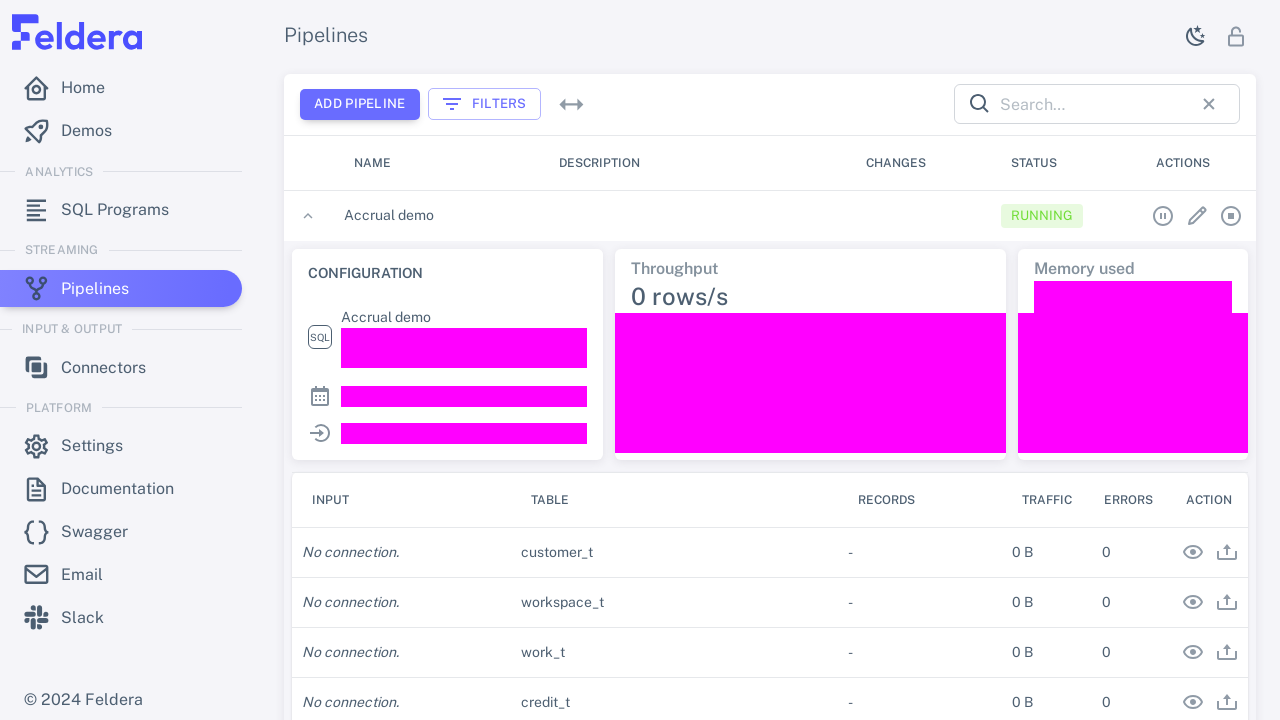 Feldera
Pipelines
Home
Demos
ANALYTICS
SQL Programs
STREAMING
Pipelines
INPUT & OUTPUT
Connectors
PLATFORM
Settings
Documentation
Swagger
Email
Slack
© 2024 Feldera
ADD PIPELINE FILTERS Search...
NAME DESCRIPTION CHANGES STATUS ACTIONS
Accrual demo RUNNING
CONFIGURATION
Accrual demo
SQL
Throughput
0 rows/s
Memory used
INPUT TABLE RECORDS TRAFFIC ERRORS ACTION
No connection. customer_t - 0 B 0
No connection. workspace_t - 0 B 0
No connection. work_t - 0 B 0
No connection. credit_t - 0 B 0